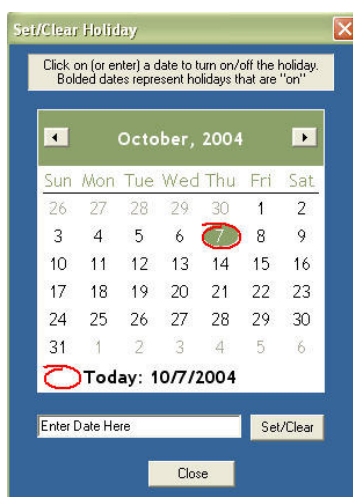 Set/Clear Holiday
Click on (or enter) a date to turn on/off the holiday.
Bolded dates represent holidays that are "on"
October, 2004
Sun Mon Tue Wed Thu Fri Sat
26 27 28 29 30 1 2
3 4 5 6 7 8 9
10 11 12 13 14 15 16
17 18 19 20 21 22 23
24 25 26 27 28 29 30
31 1 2 3 4 5 6
Today: 10/7/2004
Enter Date Here Set/Clear
Close